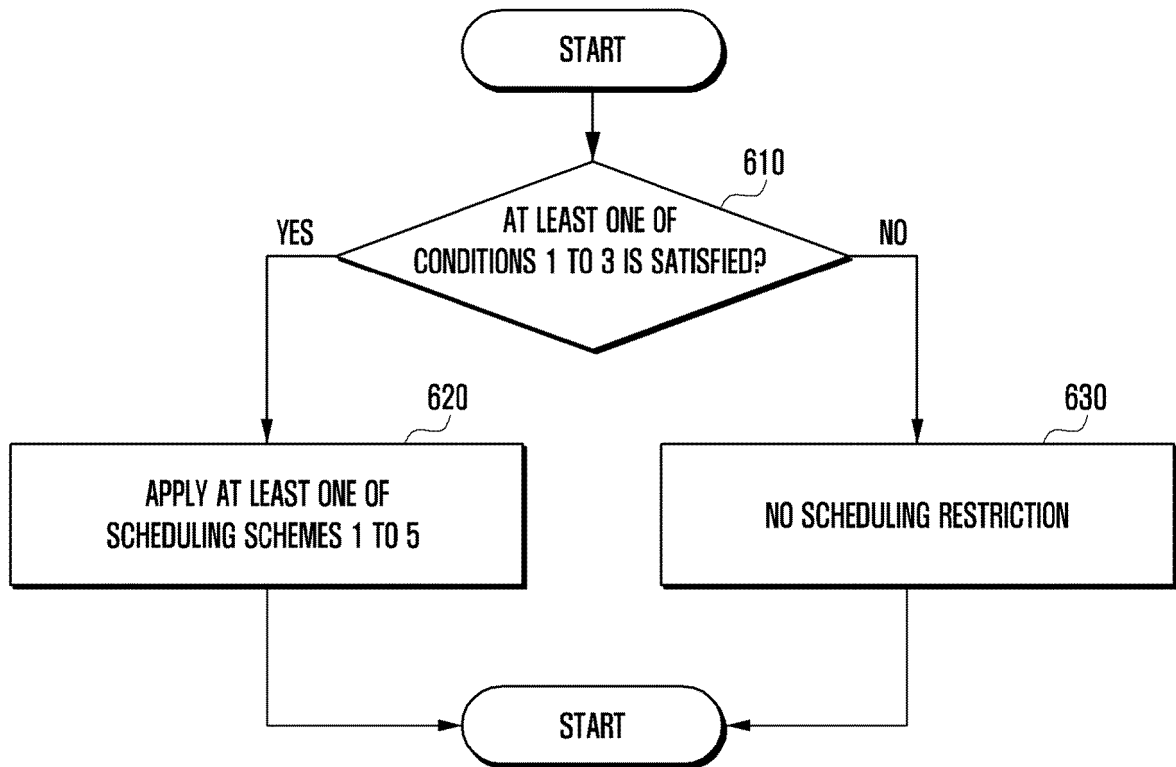 START
610
AT LEAST ONE OF
CONDITIONS 1 TO 3 IS SATISFIED?
YES
NO
620
APPLY AT LEAST ONE OF
SCHEDULING SCHEMES 1 TO 5
630
NO SCHEDULING RESTRICTION
START